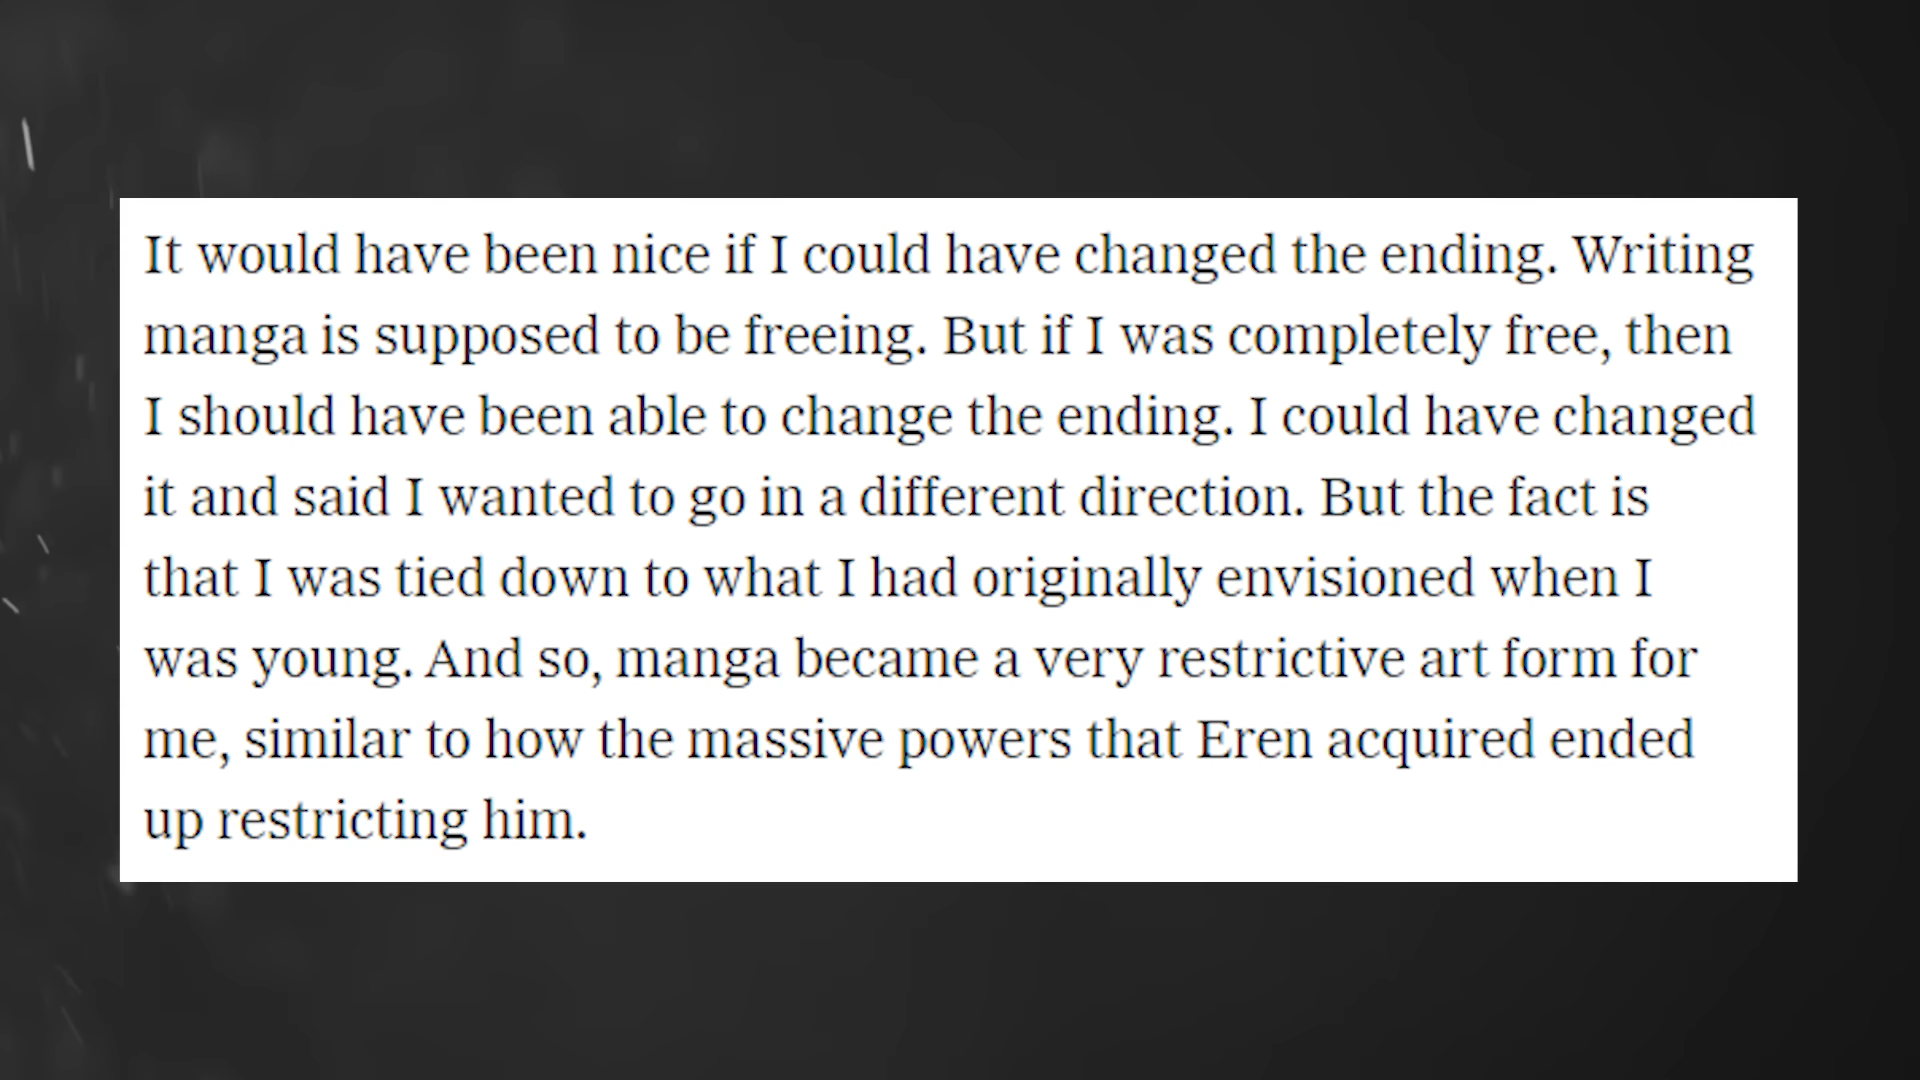 It would have been nice if I could have changed the ending. Writing
manga is supposed to be freeing. But if I was completely free, then
I should have been able to change the ending. I could have changed
it and said I wanted to go in a different direction. But the fact is
that I was tied down to what I had originally envisioned when I
was young. And so, manga became a very restrictive art form for
me, similar to how the massive powers that Eren acquired ended
up restricting him.